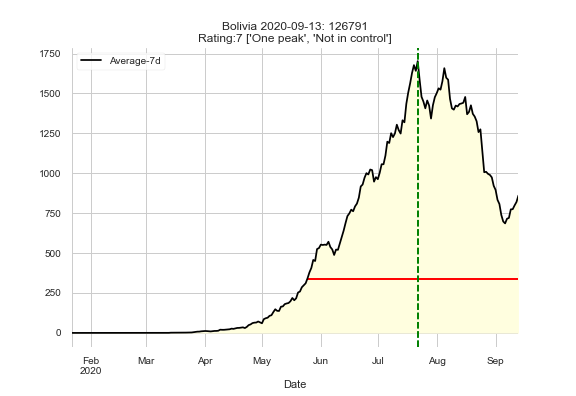 Bolivia 2020-09-13: 126791
Rating:7 ['One peak', 'Not in control']
Average-7d
1750
1500
1250
1000
750
500
250
0
Feb Mar Apr May Jun Jul Aug Sep
2020
Date